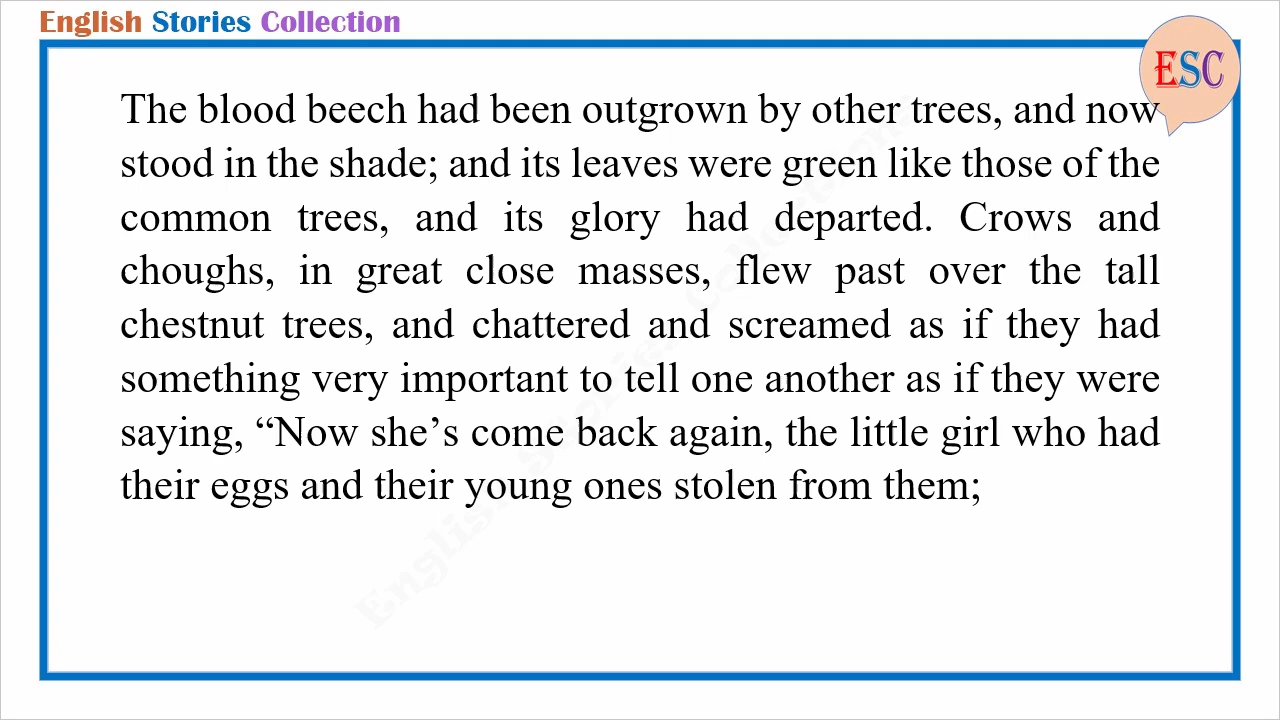 English Stories Collection
ESC
The blood beech had been outgrown by other trees, and now
stood in the shade; and its leaves were green like those of the
common trees, and its glory had departed. Crows and
choughs, in great close masses, flew past over the tall
chestnut trees, and chattered and screamed as if they had
something very important to tell one another as if they were
saying, “Now she’s come back again, the little girl who had
their eggs and their young ones stolen from them;
English Stories Collections